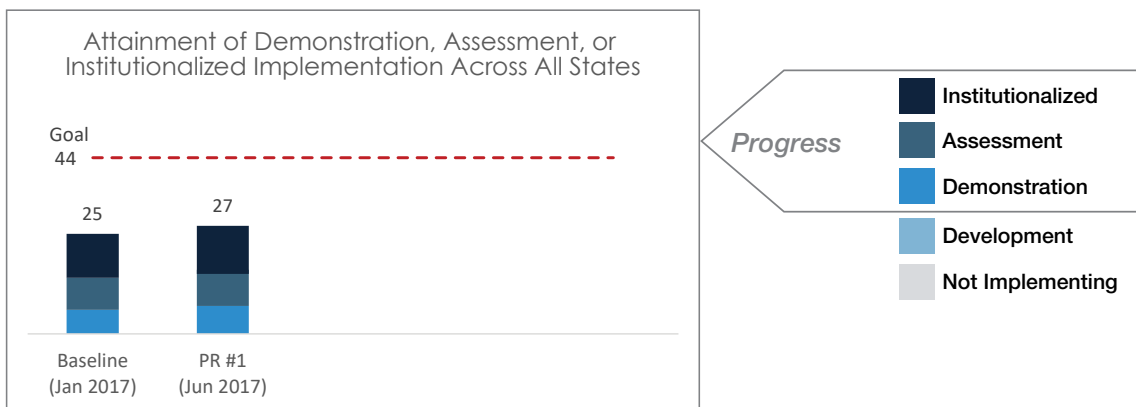 Attainment of Demonstration, Assessment, or
Institutionalized Implementation Across All States
Goal
44
25
27
Baseline
(Jan 2017)
PR #1
(Jun 2017)
Progress
Institutionalized
Assessment
Demonstration
Development
Not Implementing